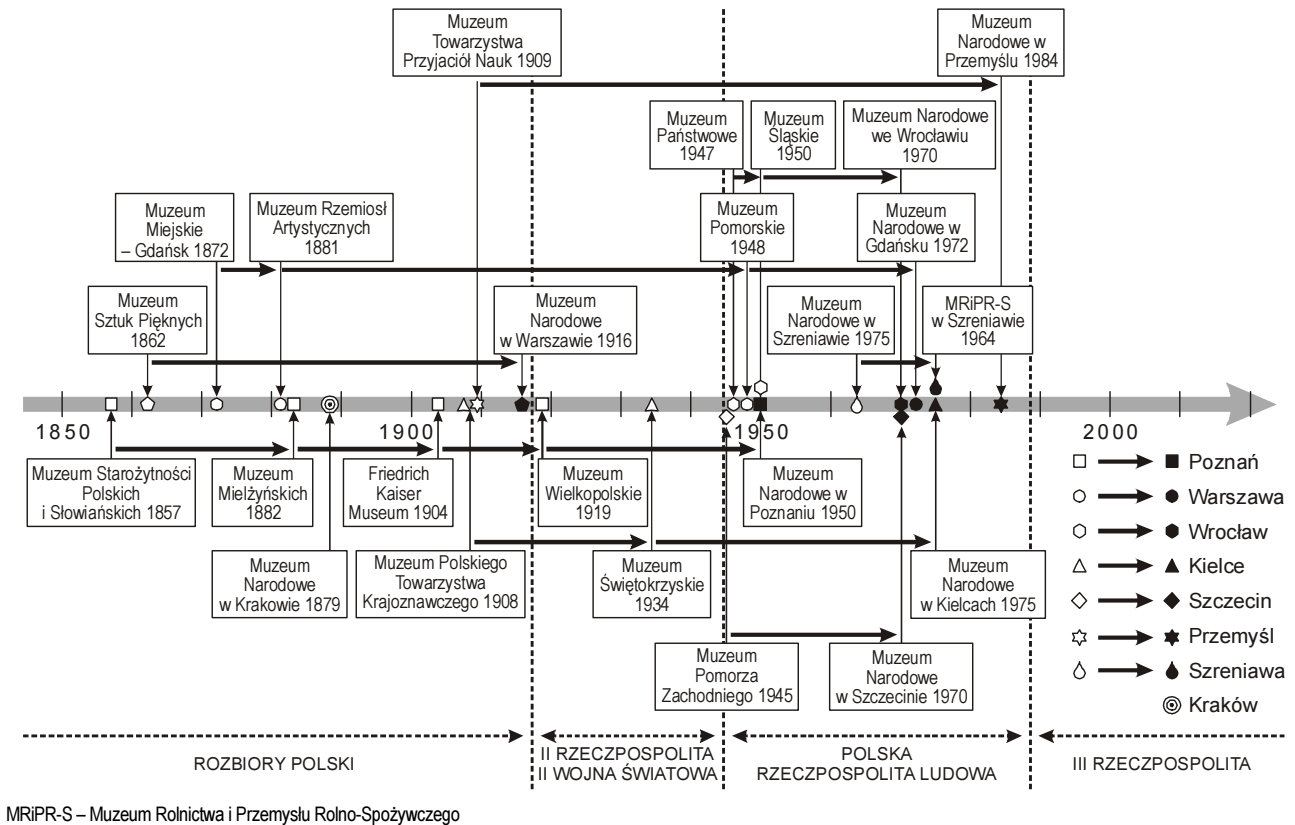 Muzeum
Towarzystwa
Przyjaciół Nauk 1909
Muzeum
Narodowe w
Przemyślu 1984
Muzeum
Państwowe
1947
Muzeum
Śląskie
1950
Muzeum Narodowe
we Wrocławiu
1970
Muzeum
Miejskie
– Gdańsk 1872
Muzeum Rzemiosł
Artystycznych
1881
Muzeum
Pomorskie
1948
Muzeum
Narodowe w
Gdańsku 1972
Muzeum
Sztuk Pięknych
1862
Muzeum
Narodowe
w Warszawie 1916
Muzeum
Narodowe w
Szreniawie 1975
MRiPR-S
w Szreniawie
1964
1850
1900
1950
2000
Muzeum Starożytności
Polskich
i Słowiańskich 1857
Muzeum
Mielżyńskich
1882
Friedrich
Kaiser
Museum 1904
Muzeum
Wielkopolskie
1919
Muzeum
Narodowe w
Poznaniu 1950
Muzeum
Narodowe
w Krakowie 1879
Muzeum Polskiego
Towarzystwa
Krajoznawczego 1908
Muzeum
Świętokrzyskie
1934
Muzeum
Narodowe
w Kielcach 1975
Muzeum
Pomorza
Zachodniego 1945
Muzeum
Narodowe
w Szczecinie 1970
Poznań
Warszawa
Wrocław
Kielce
Szczecin
Przemyśl
Szreniawa
Kraków
ROZBIORY POLSKI
II RZECZPOSPOLITA
II WOJNA ŚWIATOWA
POLSKA
RZECZPOSPOLITA LUDOWA
III RZECZPOSPOLITA
MRiPR-S – Muzeum Rolnictwa i Przemysłu Rolno-Spożywczego